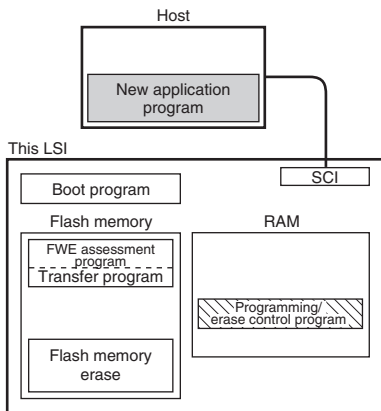 Host
New application
program
This LSI
SCI
Boot program
Flash memory
RAM
FWE assessment
program
Transfer program
Programming/
erase control program
Flash memory
erase